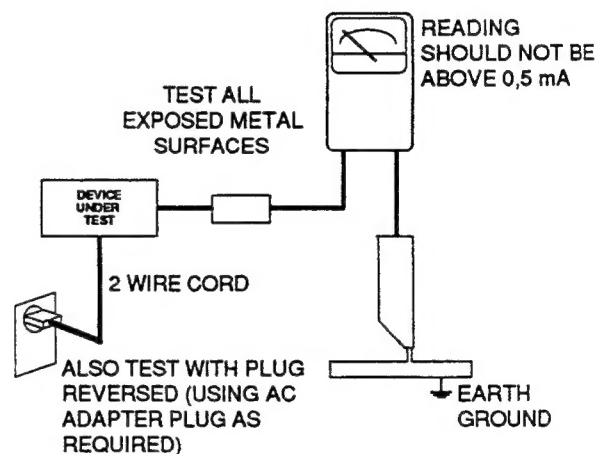 READING
SHOULD NOT BE
ABOVE 0,5 mA
TEST ALL
EXPOSED METAL
SURFACES
DEVICE
UNDER
TEST
2 WIRE CORD
ALSO TEST WITH PLUG
REVERSED (USING AC
ADAPTER PLUG AS
REQUIRED)
EARTH
GROUND